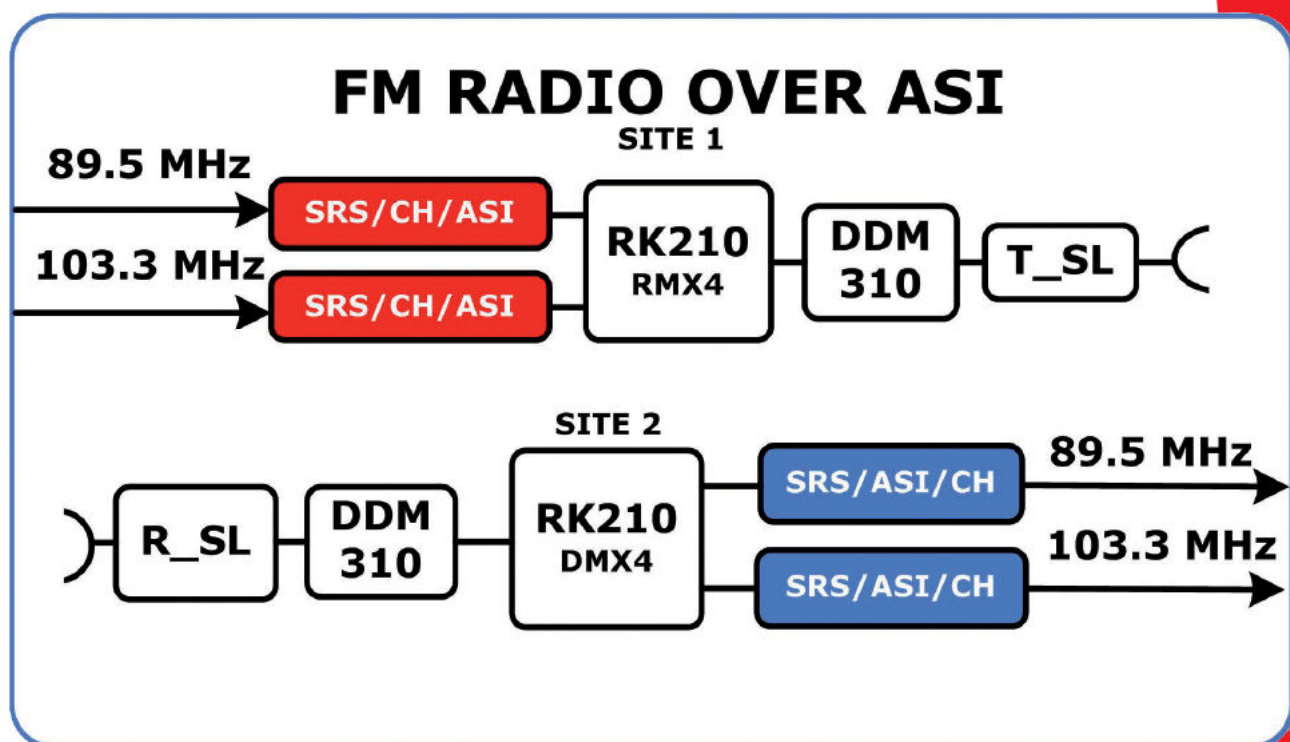 FM RADIO OVER ASI
SITE 1
89.5 MHz
SRS/CH/ASI
103.3 MHz
SRS/CH/ASI
RK210
RMX4
DDM
310
T_SL
SITE 2
R_SL
DDM
310
RK210
DMX4
SRS/ASI/CH
89.5 MHz
SRS/ASI/CH
103.3 MHz